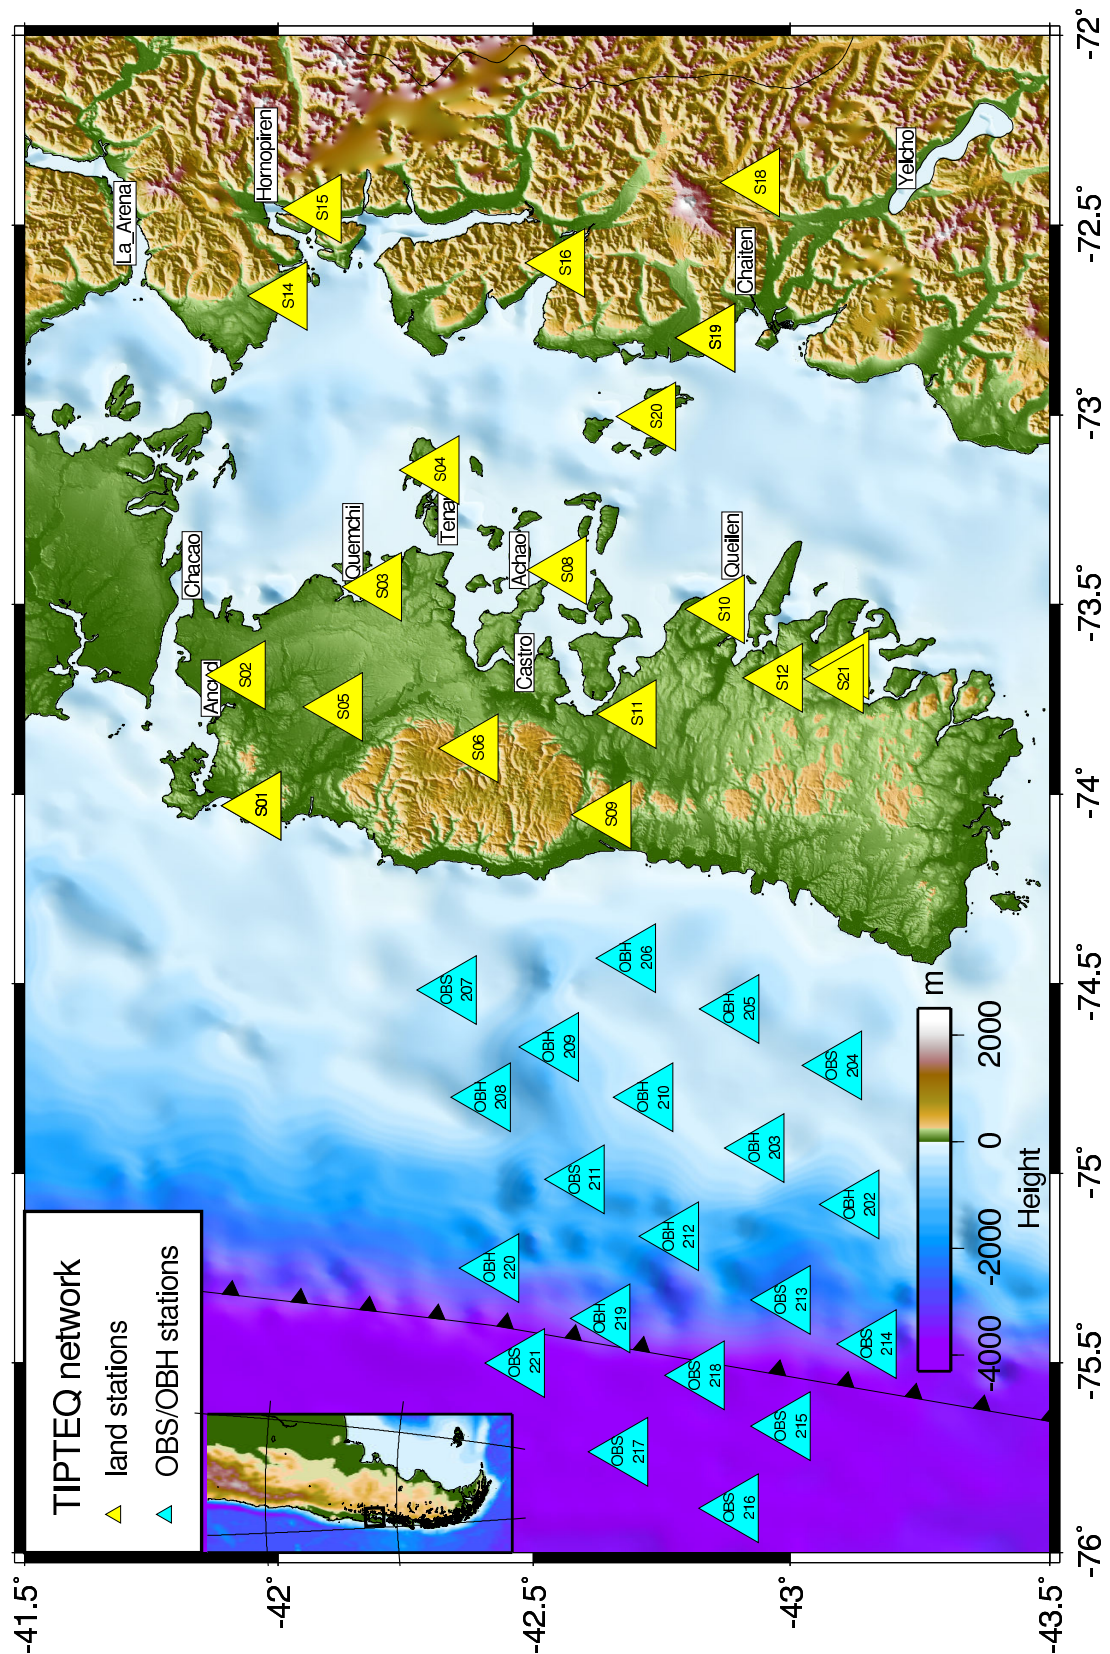 TIPTEQ network
land stations
OBS/OBH stations
-41.5°
-42°
-42.5°
-43°
-43.5°
-76°
-75.5°
-75°
-74.5°
-74°
-73.5°
-73°
-72.5°
-72°
La_Arena
Hornopiren
Chacao
Quemchi
Achao
Castro
Queilen
Chaiten
Yelcho
S01
S02
S03
S04
S05
S06
S08
S09
S10
S11
S12
S14
S15
S16
S18
S19
S20
S21
OBH
202
OBH
203
OBS
204
OBH
205
OBH
206
OBS
207
OBH
208
OBH
209
OBH
210
OBS
211
OBH
212
OBS
213
OBS
214
OBS
215
OBS
216
OBS
217
OBS
218
OBH
219
OBH
220
OBS
221
-4000
-2000
0
2000
m
Height